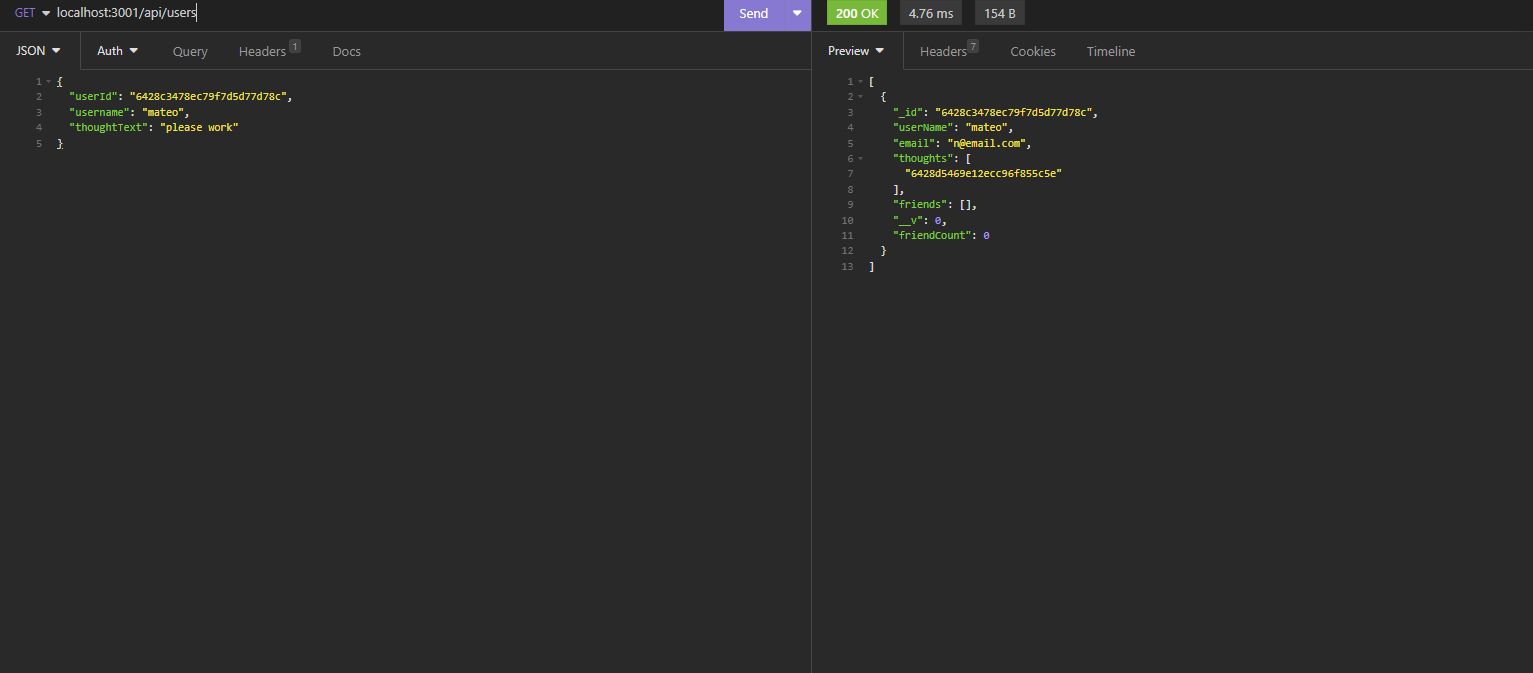 GET localhost:3001/api/users Send 200 OK 4.76 ms 154 B
JSON Auth Query Headers 1 Docs Preview Headers 7 Cookies Timeline
1 {
2 "userId": "6428c3478ec79f7d5d77d78c",
3 "username": "mateo",
4 "thoughtText": "please work"
5 }
1 [
2 {
3 "_id": "6428c3478ec79f7d5d77d78c",
4 "userName": "mateo",
5 "email": "n@email.com",
6 "thoughts": [
7 "6428d5469e12ecc96f855c5e"
8 ],
9 "friends": [],
10 "__v": 0,
11 "friendCount": 0
12 }
13 ]